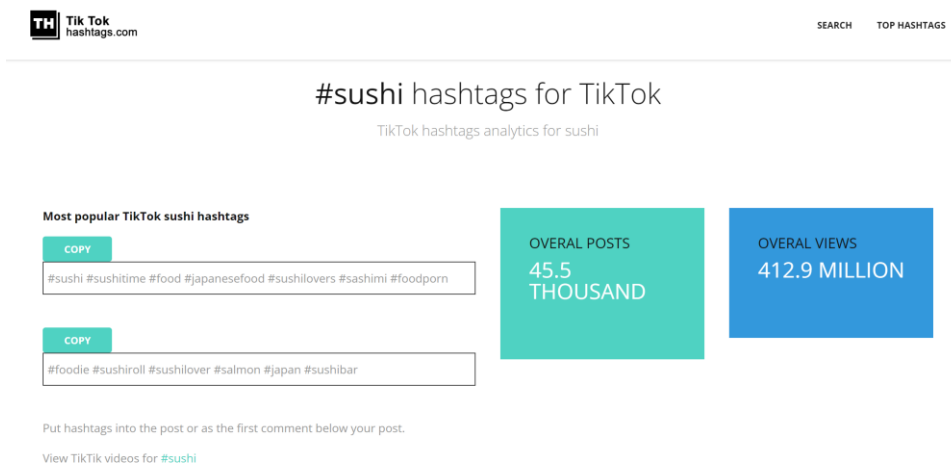 TH Tik Tok
hashtags.com
SEARCH TOP HASHTAGS
#sushi hashtags for TikTok
TikTok hashtags analytics for sushi
Most popular TikTok sushi hashtags
COPY
#sushi #sushitime #food #japanesefood #sushilovers #sashimi #foodporn
COPY
#foodie #sushiroll #sushilover #salmon #japan #sushibar
Put hashtags into the post or as the first comment below your post.
View TikTik videos for #sushi
OVERAL POSTS
45.5
THOUSAND
OVERAL VIEWS
412.9 MILLION